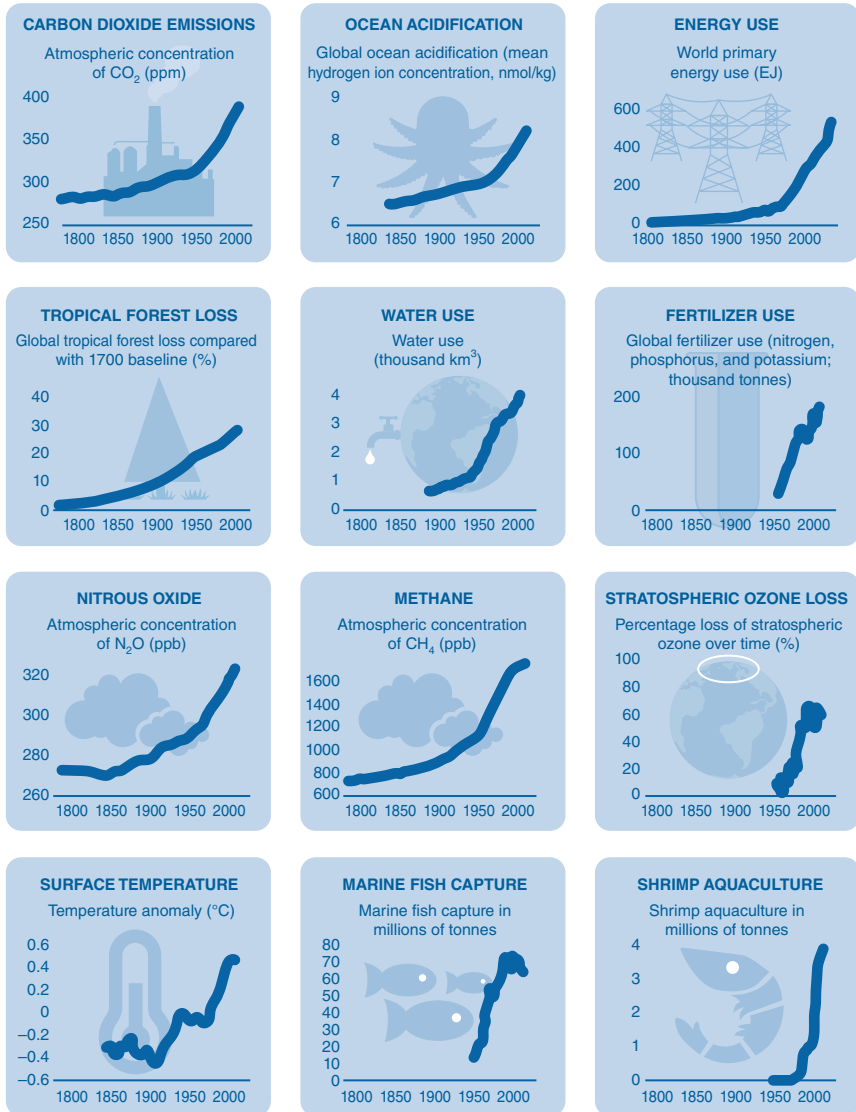 CARBON DIOXIDE EMISSIONS
Atmospheric concentration
of CO₂ (ppm)
400
350
300
250
1800 1850 1900 1950 2000
OCEAN ACIDIFICATION
Global ocean acidification (mean
hydrogen ion concentration, nmol/kg)
9
8
7
6
1800 1850 1900 1950 2000
ENERGY USE
World primary
energy use (EJ)
600
400
200
0
1800 1850 1900 1950 2000
TROPICAL FOREST LOSS
Global tropical forest loss compared
with 1700 baseline (%)
40
30
20
10
0
1800 1850 1900 1950 2000
WATER USE
Water use
(thousand km³)
4
3
2
1
0
1800 1850 1900 1950 2000
FERTILIZER USE
Global fertilizer use (nitrogen,
phosphorus, and potassium;
thousand tonnes)
200
100
0
1800 1850 1900 1950 2000
NITROUS OXIDE
Atmospheric concentration
of N₂O (ppb)
320
300
280
260
1800 1850 1900 1950 2000
METHANE
Atmospheric concentration
of CH₄ (ppb)
1600
1400
1200
1000
800
600
1800 1850 1900 1950 2000
STRATOSPHERIC OZONE LOSS
Percentage loss of stratospheric
ozone over time (%)
100
80
60
40
20
0
1800 1850 1900 1950 2000
SURFACE TEMPERATURE
Temperature anomaly (°C)
0.6
0.4
0.2
0
–0.2
–0.4
–0.6
1800 1850 1900 1950 2000
MARINE FISH CAPTURE
Marine fish capture in
millions of tonnes
80
70
60
50
40
30
20
10
0
1800 1850 1900 1950 2000
SHRIMP AQUACULTURE
Shrimp aquaculture in
millions of tonnes
4
3
2
1
0
1800 1850 1900 1950 2000